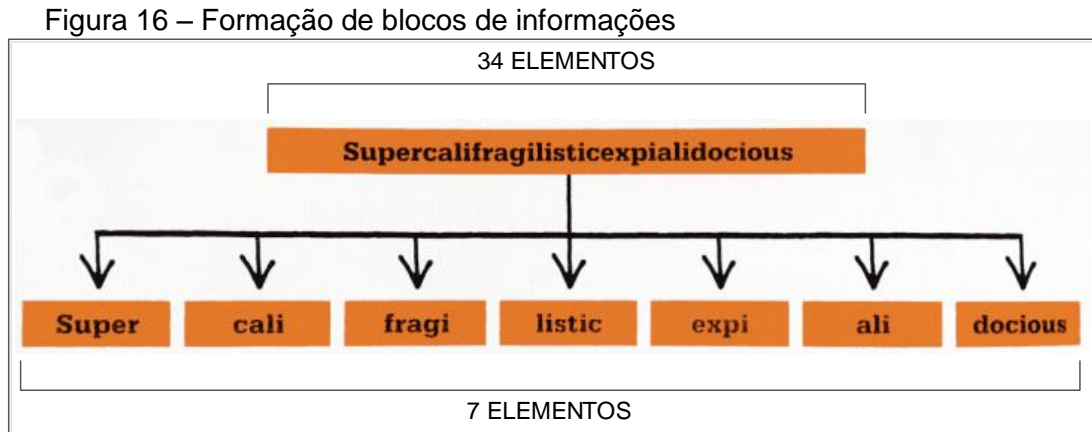 Figura 16 – Formação de blocos de informações
34 ELEMENTOS
Supercalifragilisticexpialidocious
Super cali fragi listic expi ali docious
7 ELEMENTOS